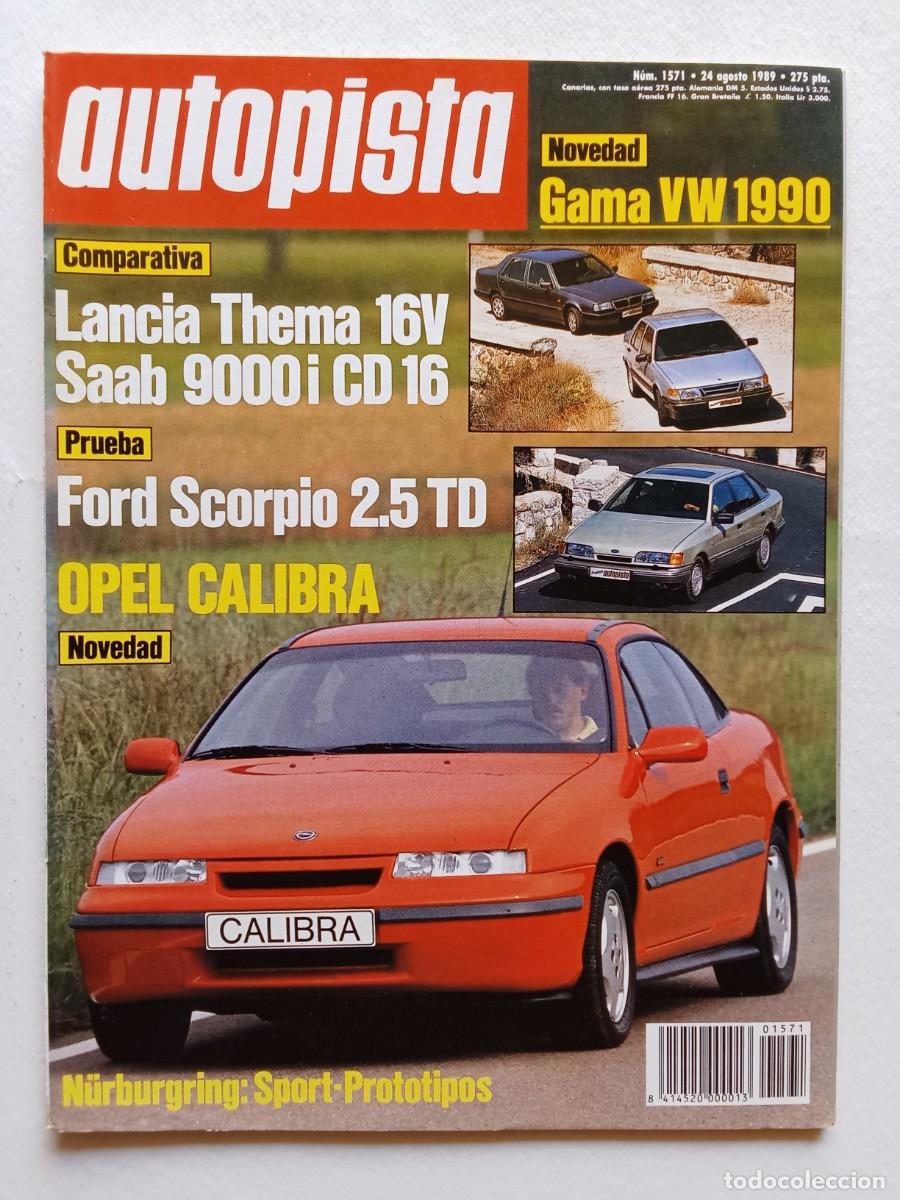 autopista
Núm. 1571 • 24 agosto 1989 • 275 pta.
Canarias, con tasa aérea 275 pta. Alemania DM 5. Estados Unidos $ 2.75.
Francia FF 16. Gran Bretaña £ 1.50. Italia Lir 3.000.
Novedad
Gama VW 1990
Comparativa
Lancia Thema 16V
Saab 9000i CD 16
Prueba
Ford Scorpio 2.5 TD
autopista
OPEL CALIBRA
Novedad
CALIBRA
01571
8 414520 000013
Nürburgring: Sport-Prototipos
todocoleccion